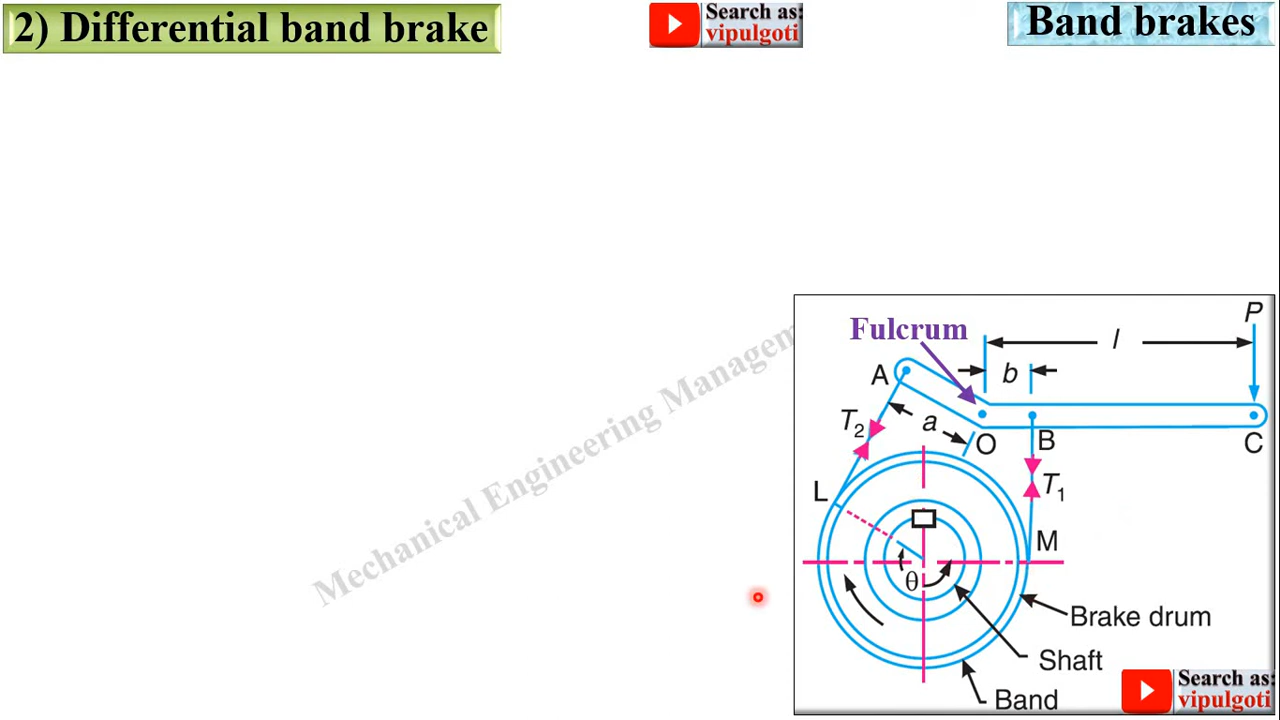 2) Differential band brake
Search as:
vipulgoti
Band brakes
Mechanical Engineering Managem
Fulcrum
P
l
A
b
T2
a
O
B
C
L
T1
M
θ
Brake drum
Shaft
Band
Search as:
vipulgoti